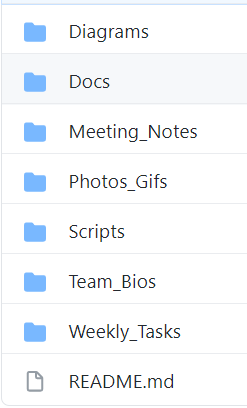 Diagrams
Docs
Meeting_Notes
Photos_Gifs
Scripts
Team_Bios
Weekly_Tasks
README.md